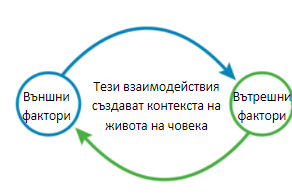 Външни
фактори
Тези взаимодействия
създават контекста на
живота на човека
Вътрешни
фактори